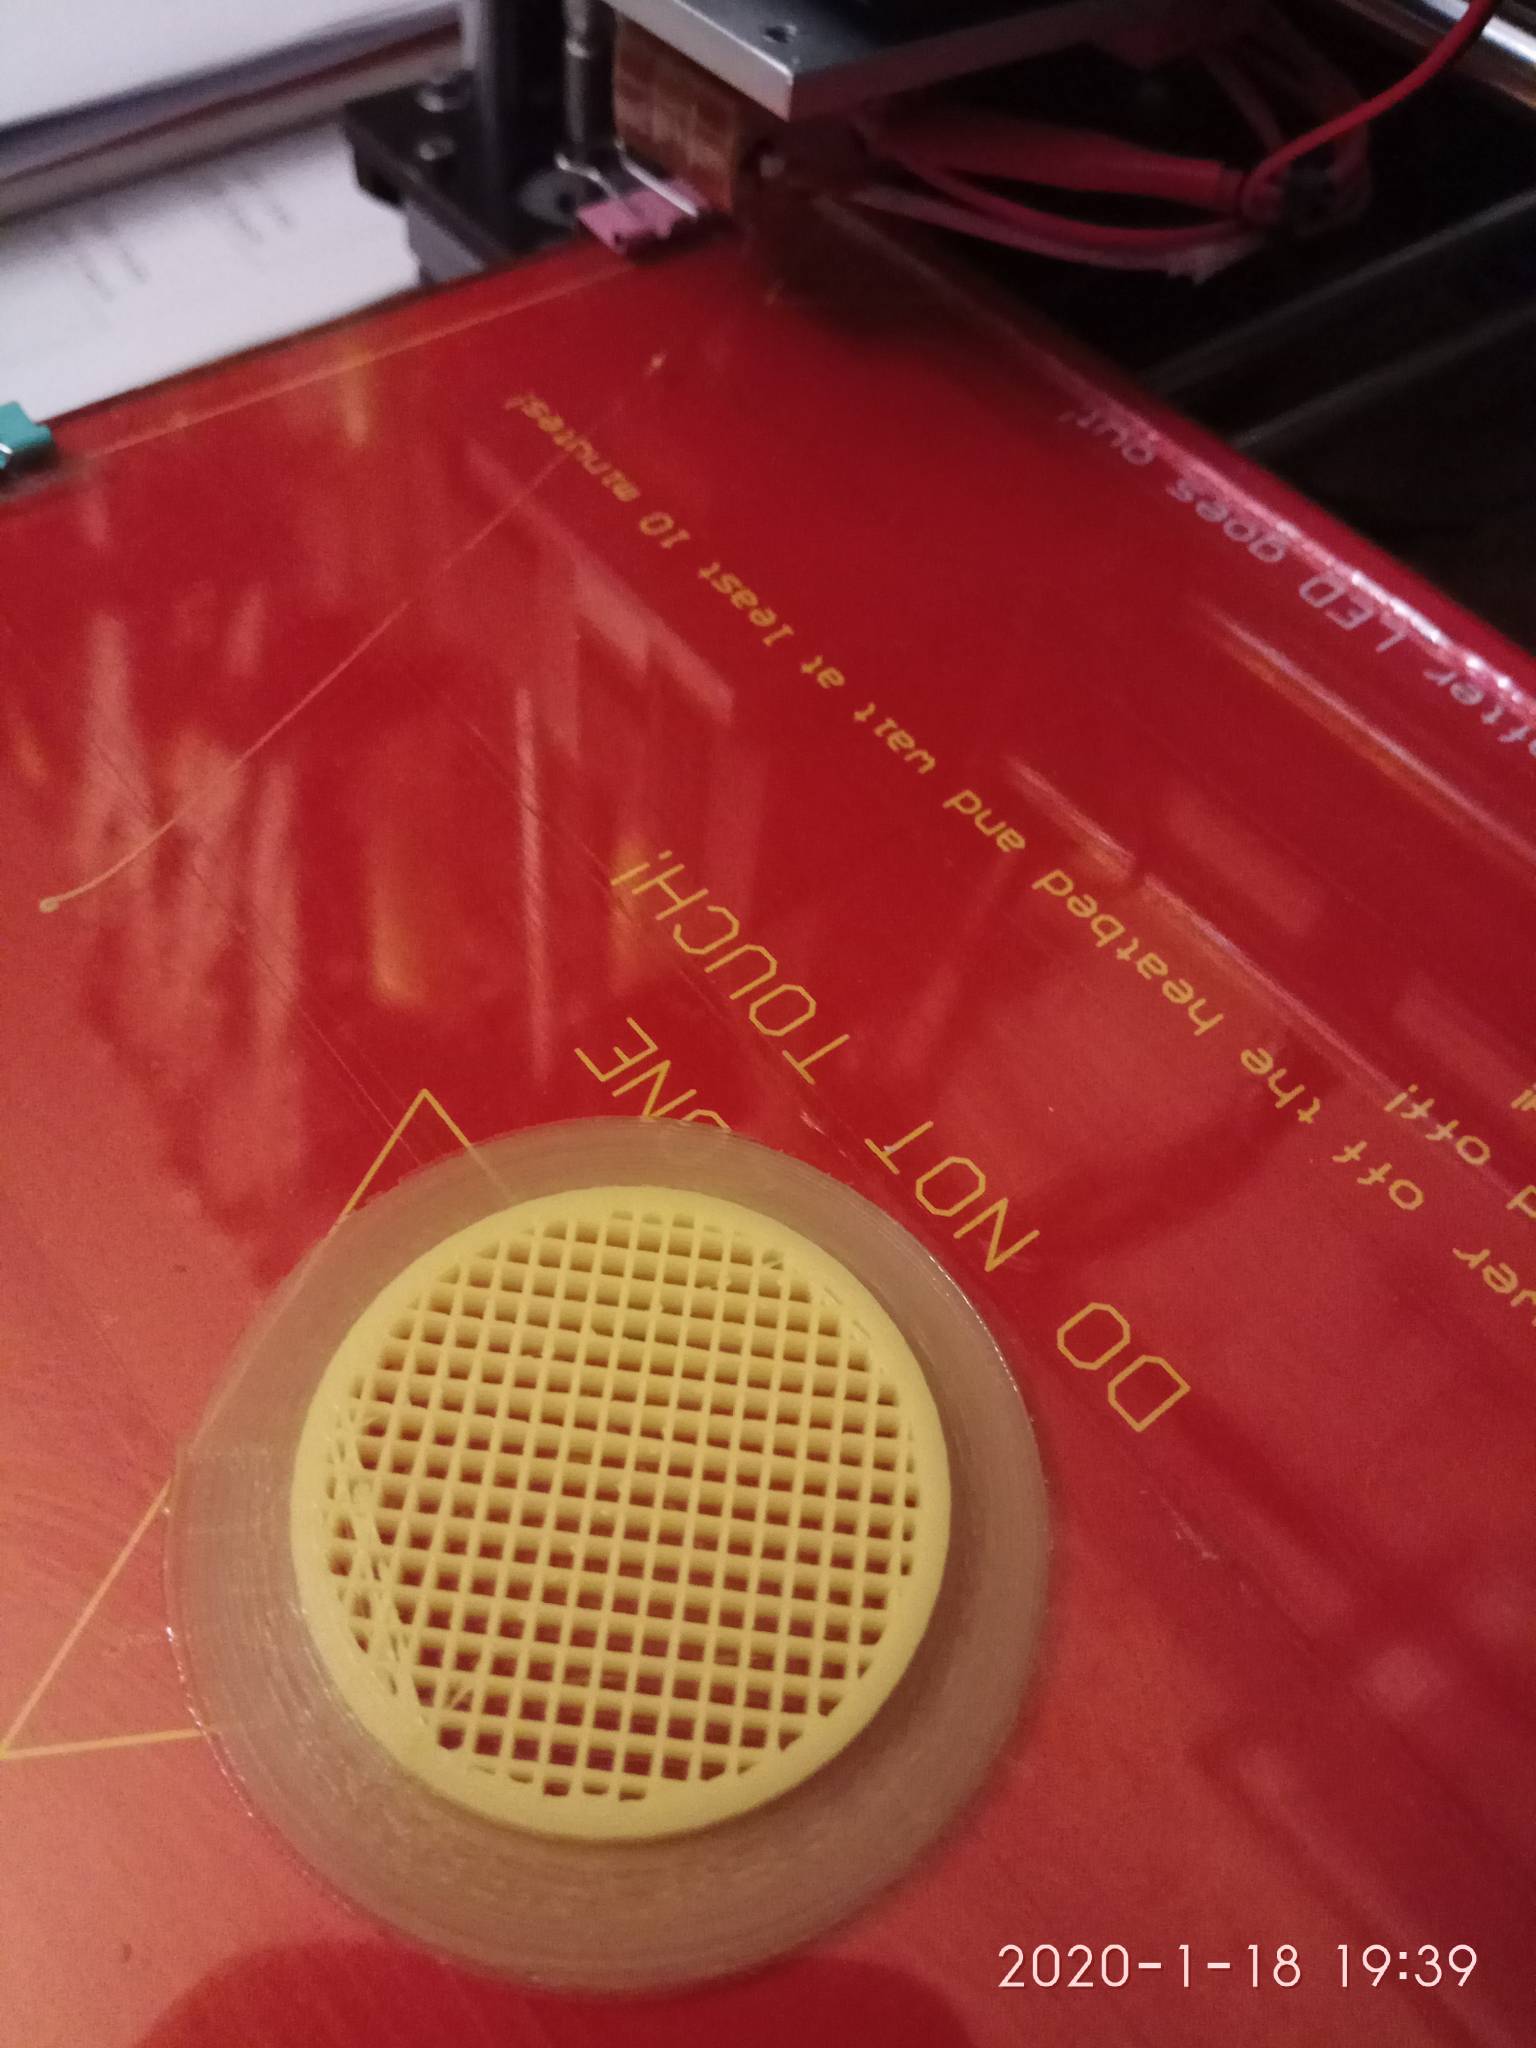 after LED goes out!
off!
off the heatbed and wait at least 10 minutes!
DO NOT TOUCH!
2020-1-18 19:39